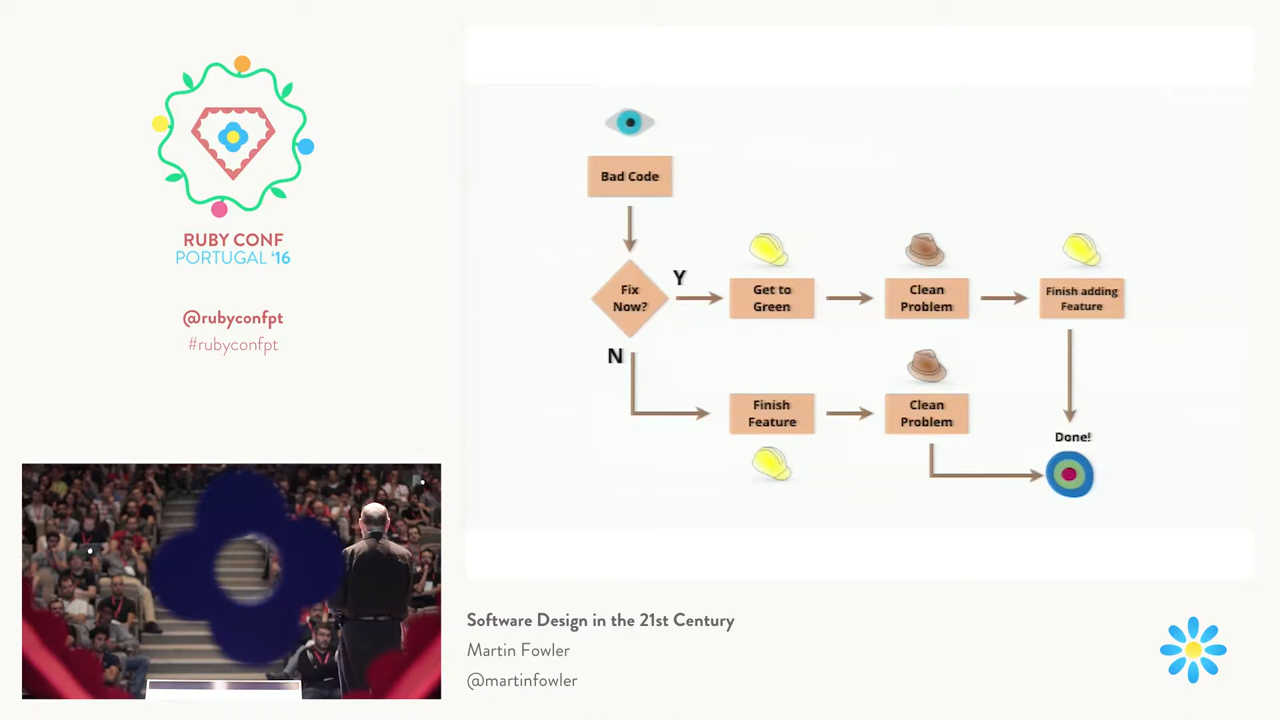 RUBY CONF
PORTUGAL ‘16
@rubyconfpt
#rubyconfpt
Bad Code
Fix
Now?
Y
Get to
Green
Clean
Problem
Finish adding
Feature
N
Finish
Feature
Clean
Problem
Done!
Software Design in the 21st Century
Martin Fowler
@martinfowler